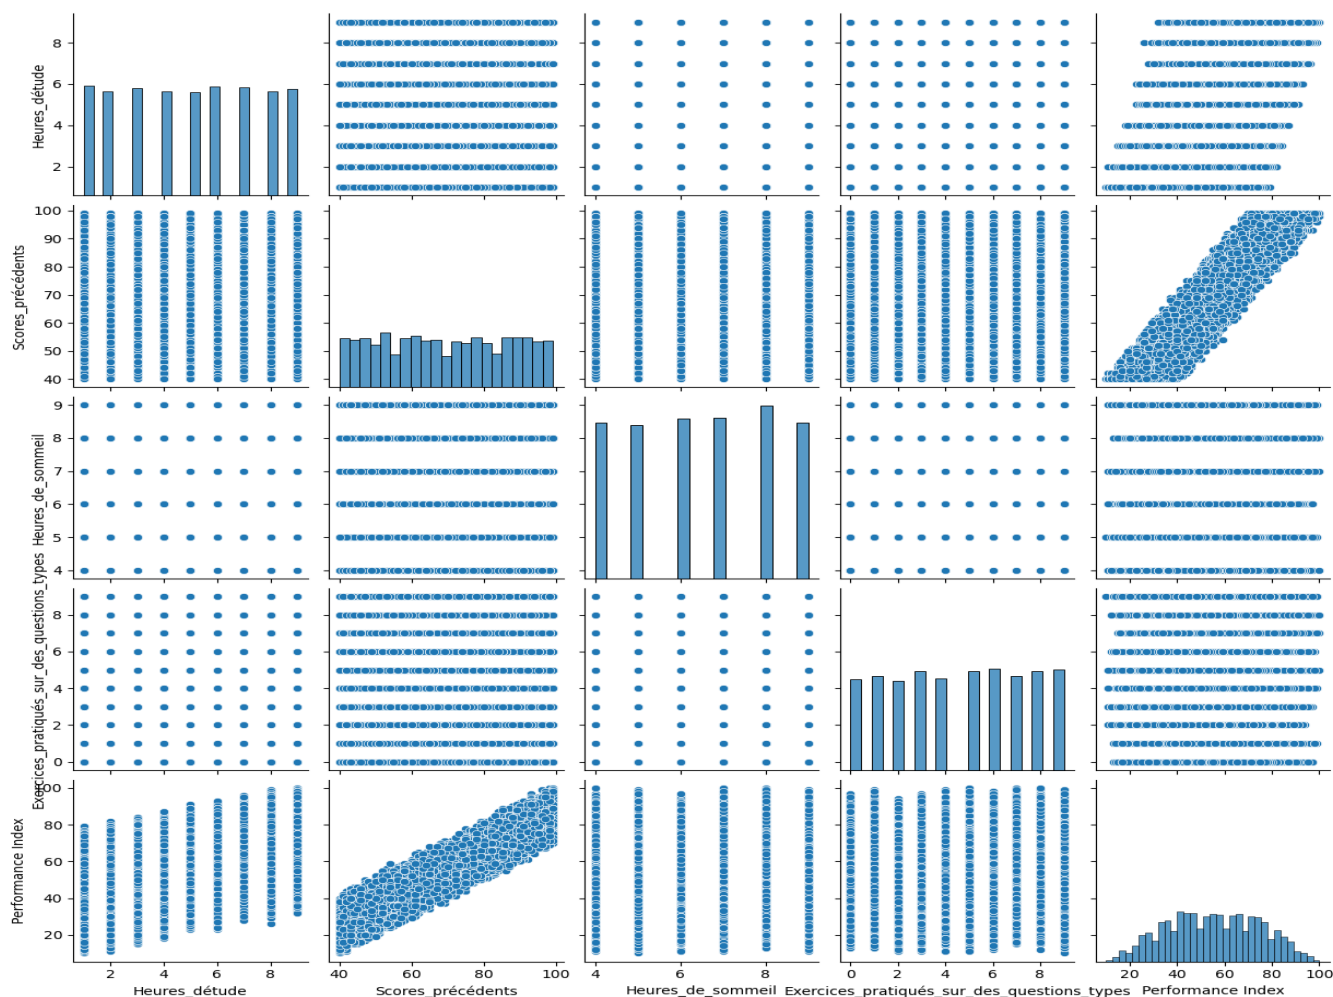 8
6
4
2
Heures_détude
100
90
80
70
60
50
40
Scores_précédents
9
8
7
6
5
4
Heures_de_sommeil
8
6
4
2
0
Exercices_pratiqués_sur_des_questions_types
100
80
60
40
20
Performance Index
2 4 6 8
Heures_détude
40 60 80 100
Scores_précédents
4 6 8
Heures_de_sommeil
0 2 4 6 8
Exercices_pratiqués_sur_des_questions_types
20 40 60 80 100
Performance Index